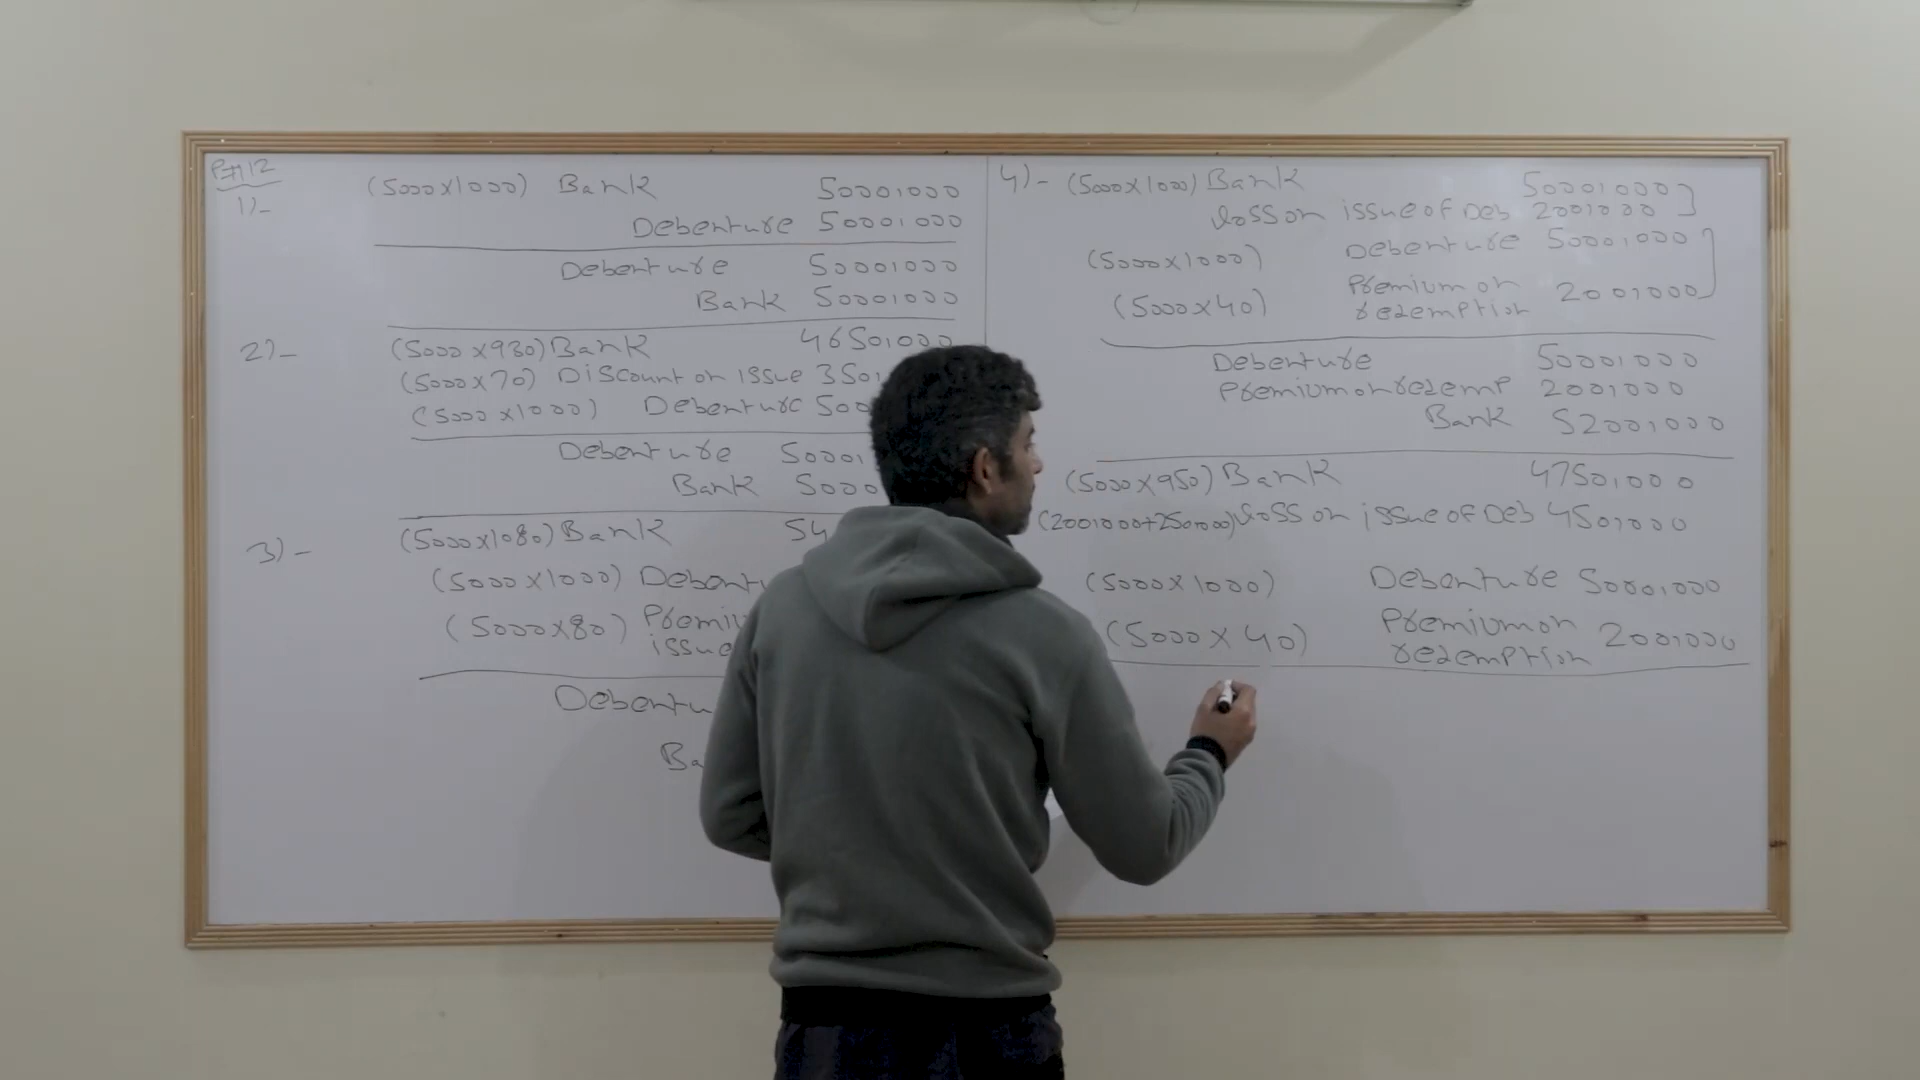 P#12
1)-
(5000x1000) Bank 5000,000
Debenture 5000,000
Debenture 5000,000
Bank 5000,000
2)- (5000x930) Bank 4650,000
(5000x70) Discount on issue 350,
(5000x1000) Debenture 500
Debenture 5000,
Bank 5000
3)- (5000x1080) Bank 54
(5000x1000) Debentu
(5000x80) Premiu
issue
Debentu
Ba
4)- (5000x1000) Bank 5000,000
loss on issue of Deb 200,000
(5000x1000) Debenture 5000,000
(5000x40) Premium on redemption 200,000
Debenture 5000,000
Premium on redemp 200,000
Bank 5200,000
(5000x950) Bank 4750,000
(200,000+250,000) loss on issue of Deb 450,000
(5000x1000) Debenture 5000,000
(5000x40) Premium on redemption 200,000